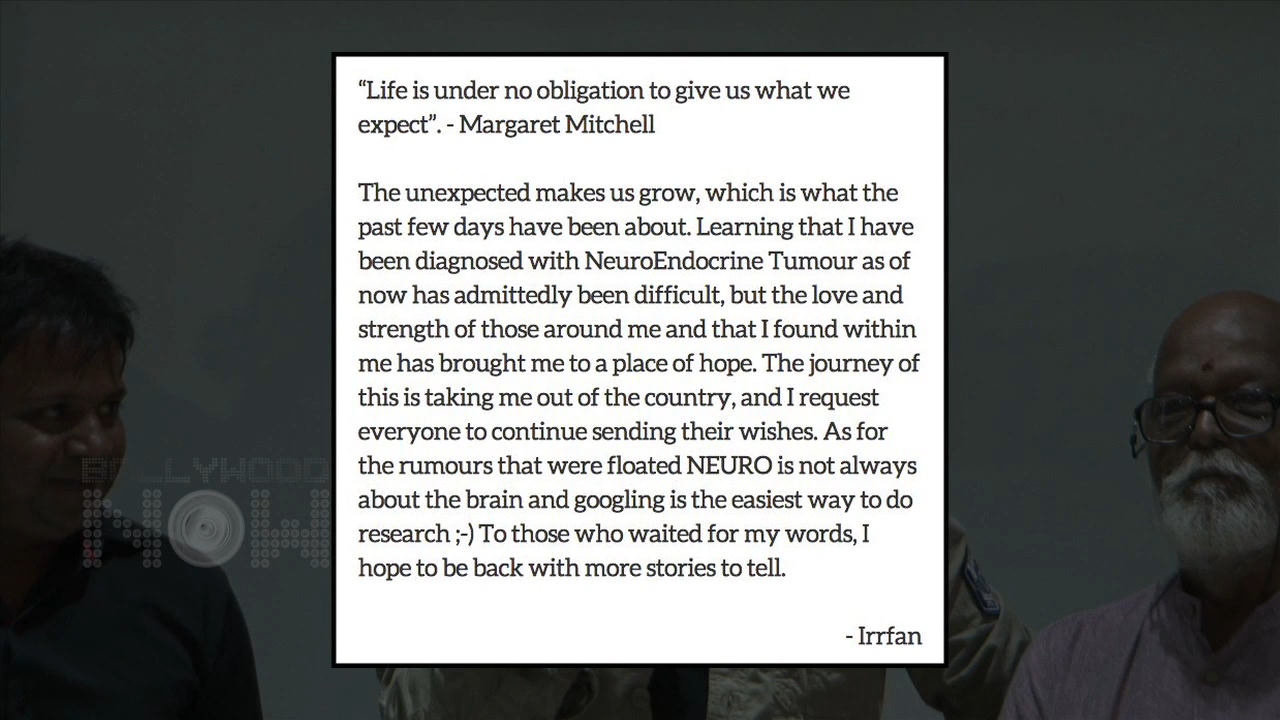 “Life is under no obligation to give us what we
expect”. - Margaret Mitchell
The unexpected makes us grow, which is what the
past few days have been about. Learning that I have
been diagnosed with NeuroEndocrine Tumour as of
now has admittedly been difficult, but the love and
strength of those around me and that I found within
me has brought me to a place of hope. The journey of
this is taking me out of the country, and I request
everyone to continue sending their wishes. As for
the rumours that were floated NEURO is not always
about the brain and googling is the easiest way to do
research ;-) To those who waited for my words, I
hope to be back with more stories to tell.
- Irrfan
BOLLYWOOD
NOW